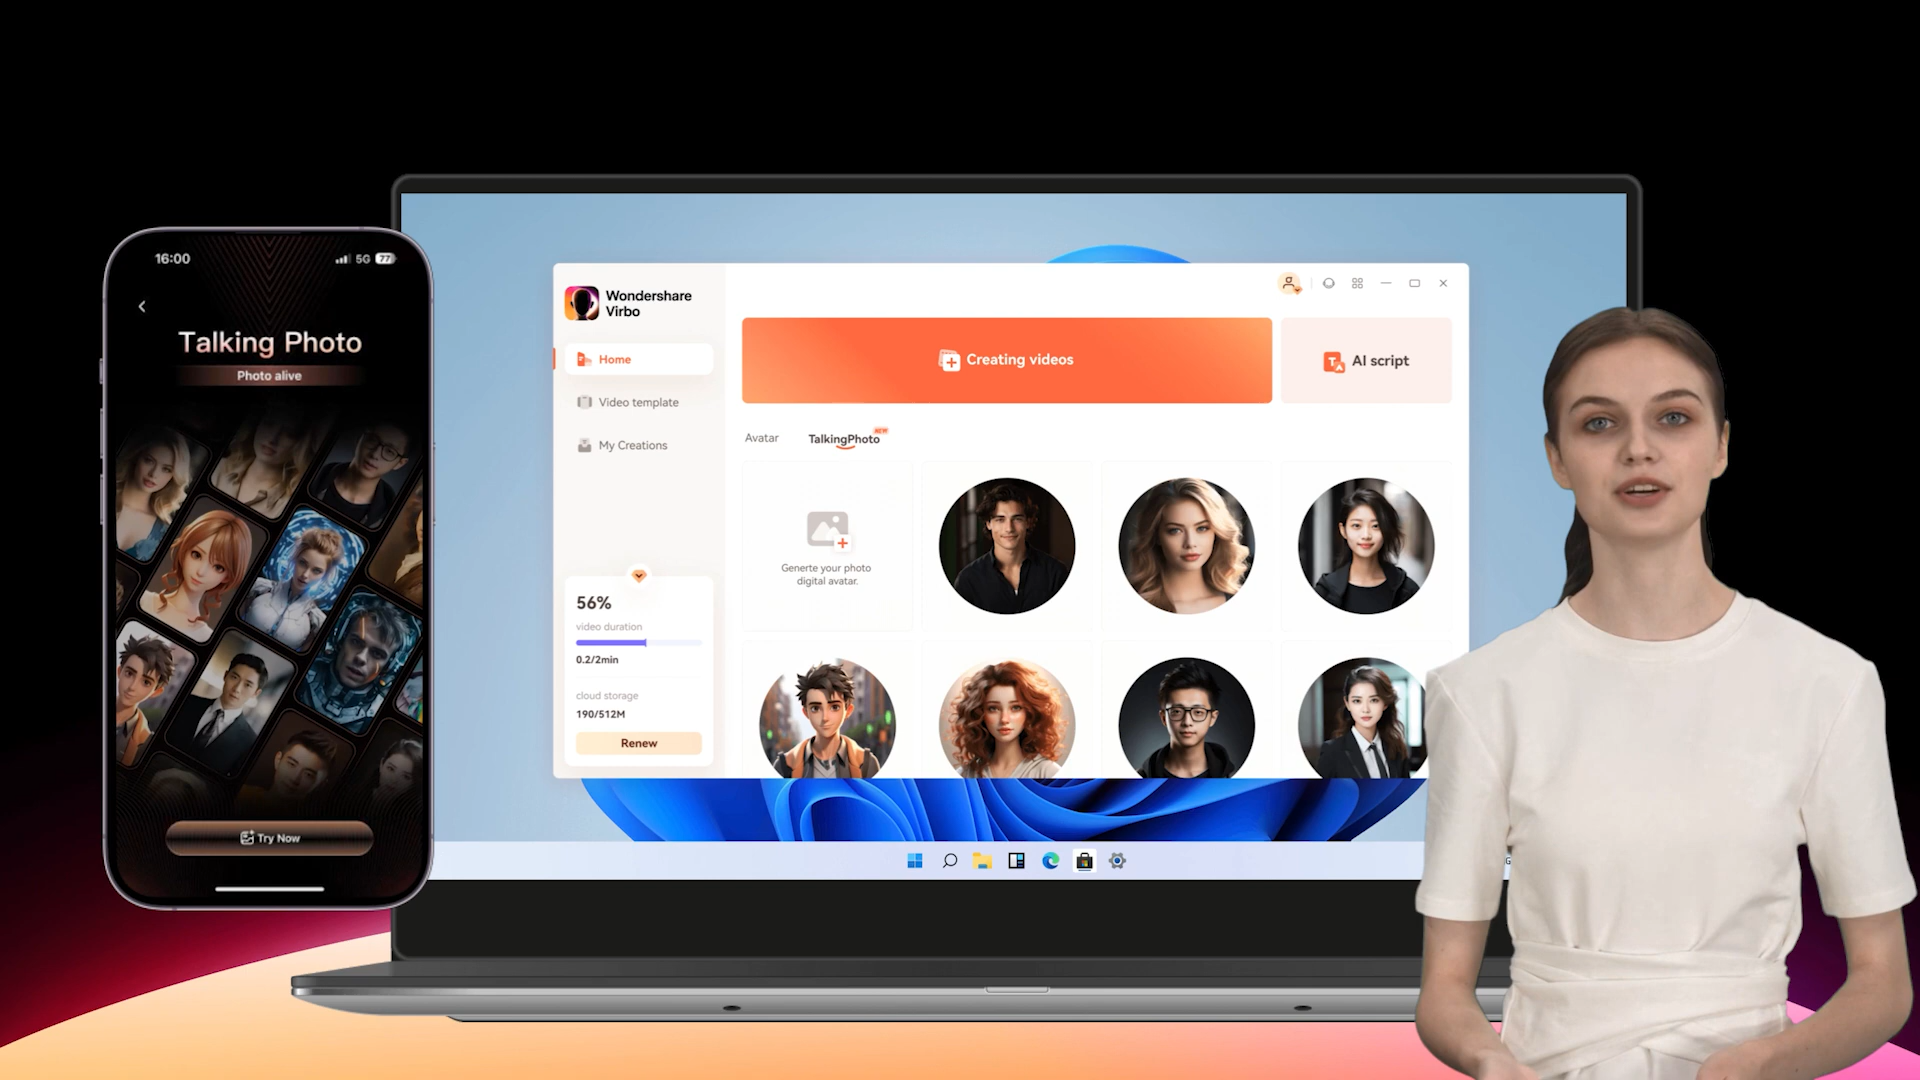 16:00
5G 77
Talking Photo
Photo alive
Try Now
Wondershare
Virbo
Home
Video template
My Creations
56%
video duration
0.2/2min
cloud storage
190/512M
Renew
Creating videos
AI script
Avatar
TalkingPhoto
NEW
Generte your photo
digital avatar.